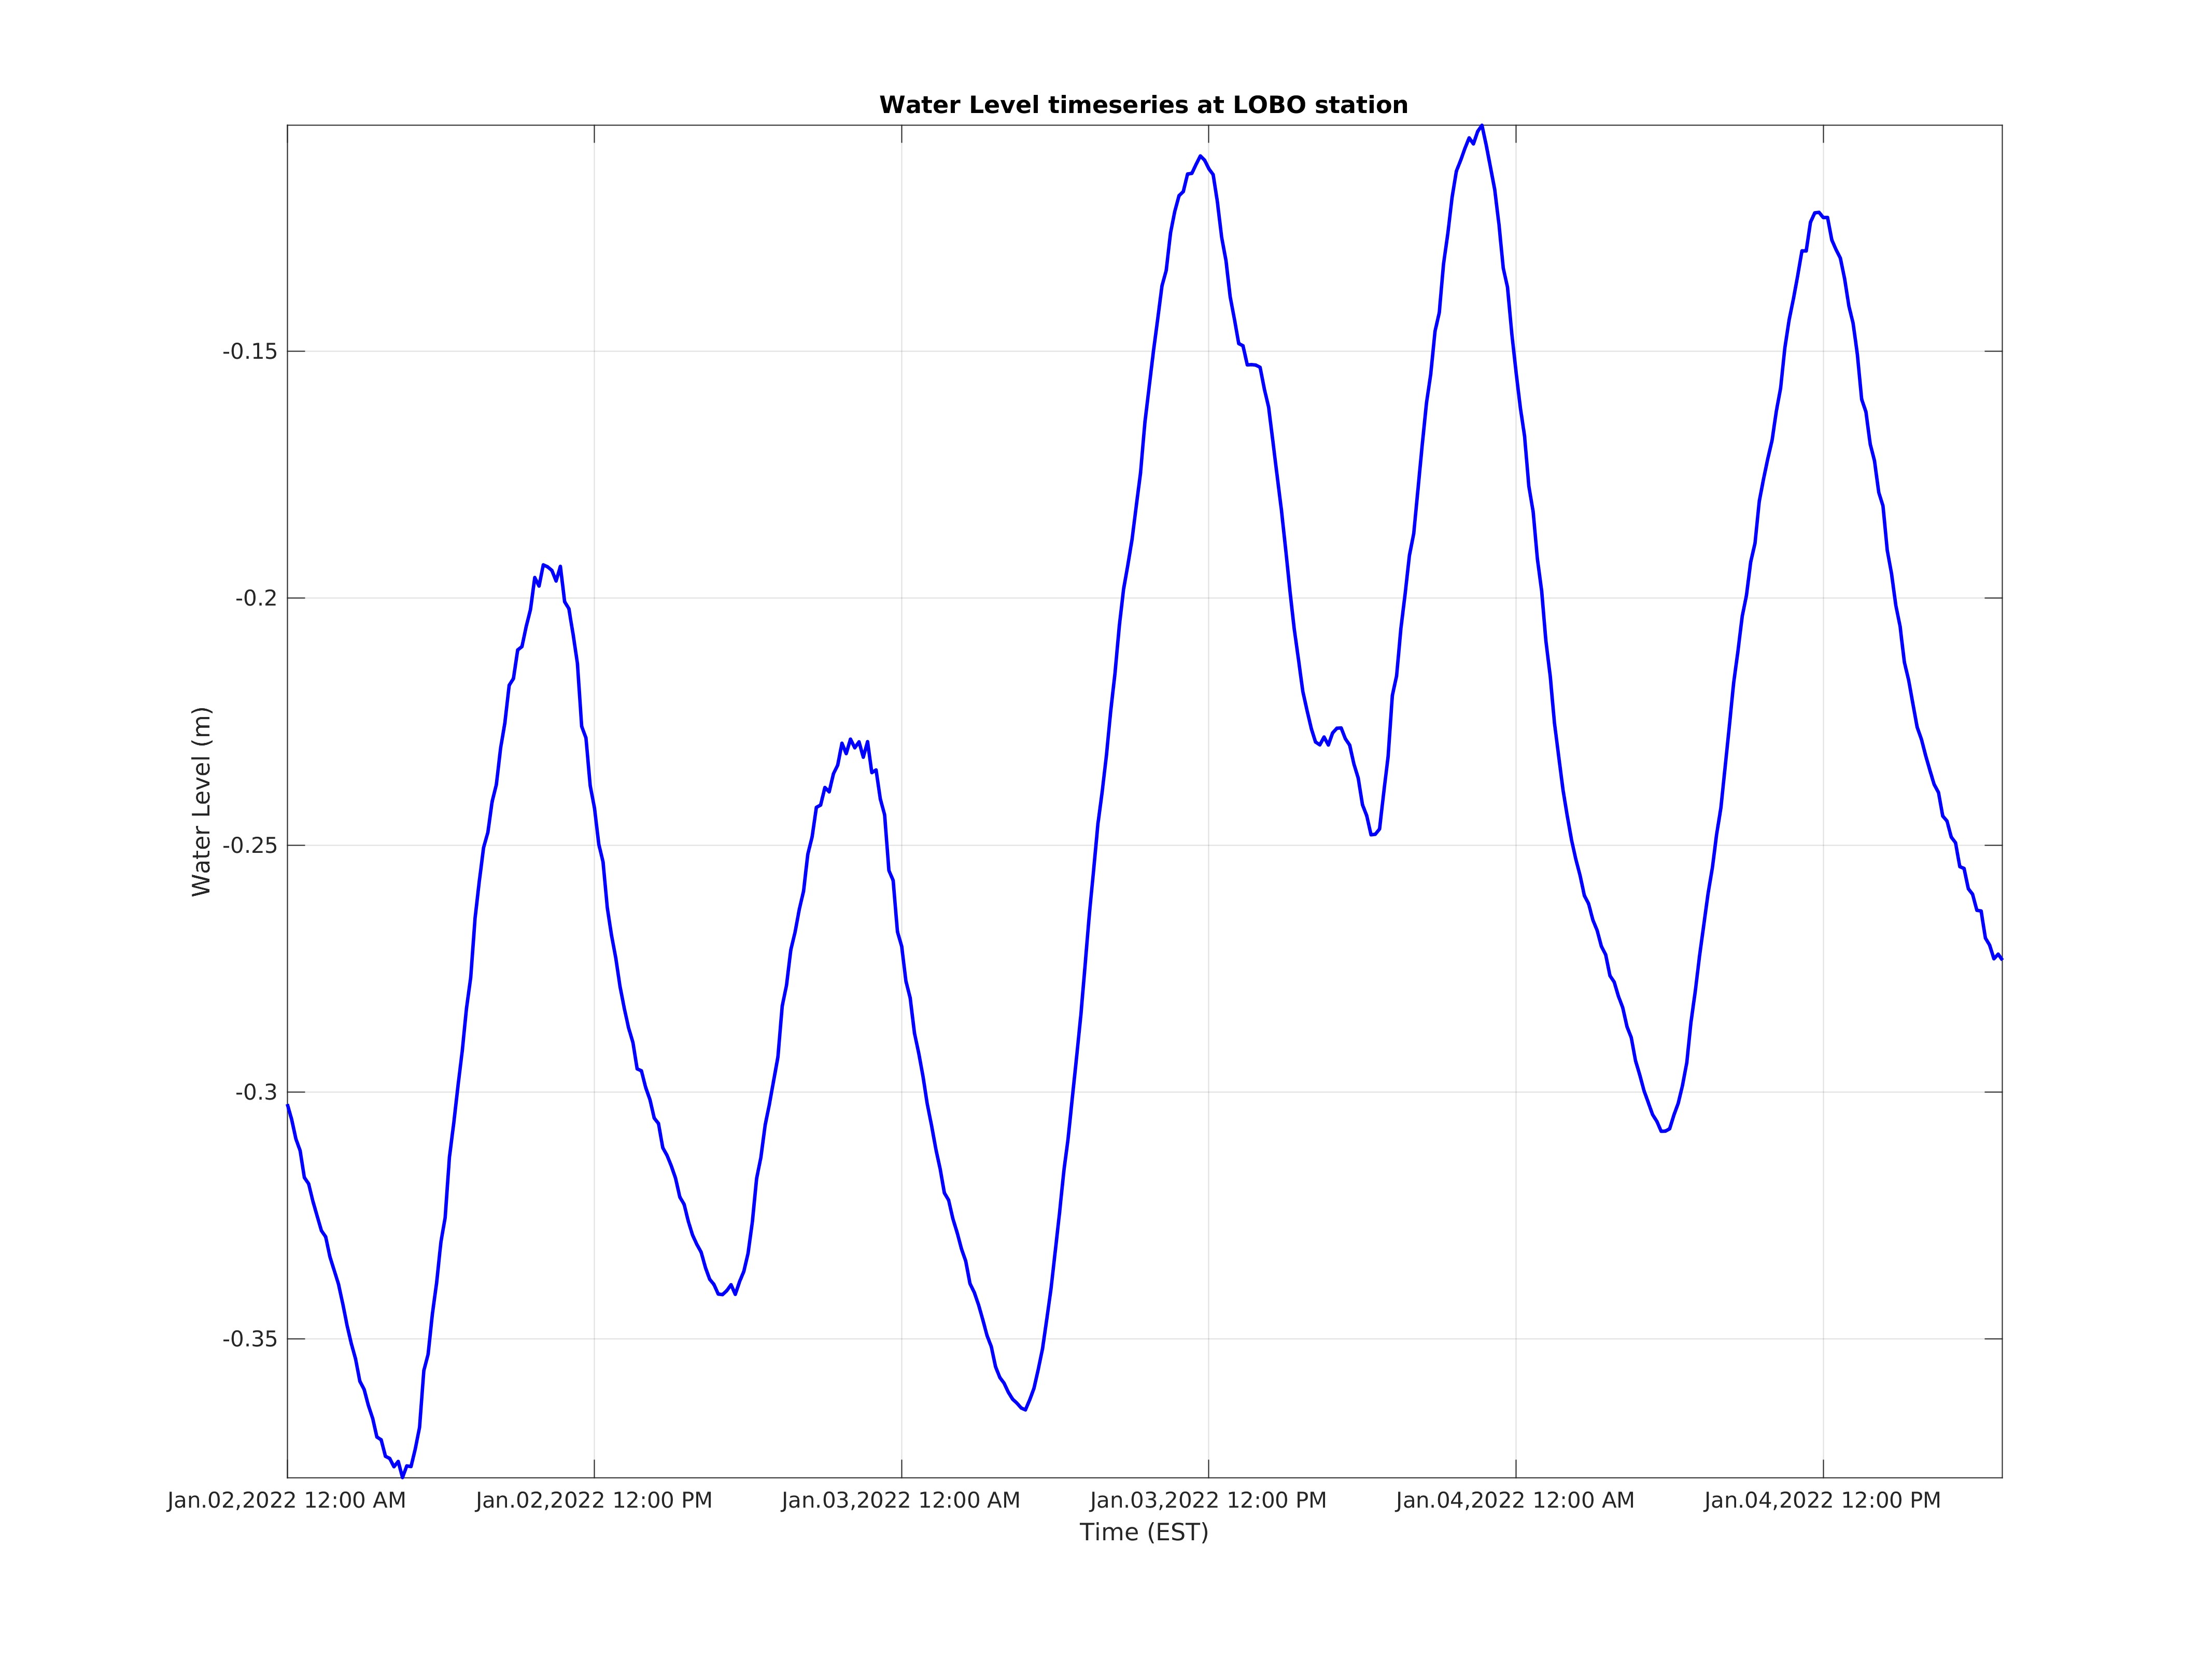 Water Level timeseries at LOBO station
Water Level (m)
-0.15
-0.2
-0.25
-0.3
-0.35
Jan.02,2022 12:00 AM
Jan.02,2022 12:00 PM
Jan.03,2022 12:00 AM
Jan.03,2022 12:00 PM
Jan.04,2022 12:00 AM
Jan.04,2022 12:00 PM
Time (EST)